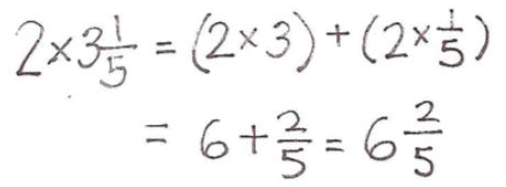 2×3 1/5 = (2×3)+(2×1/5)
= 6+2/5 = 6 2/5